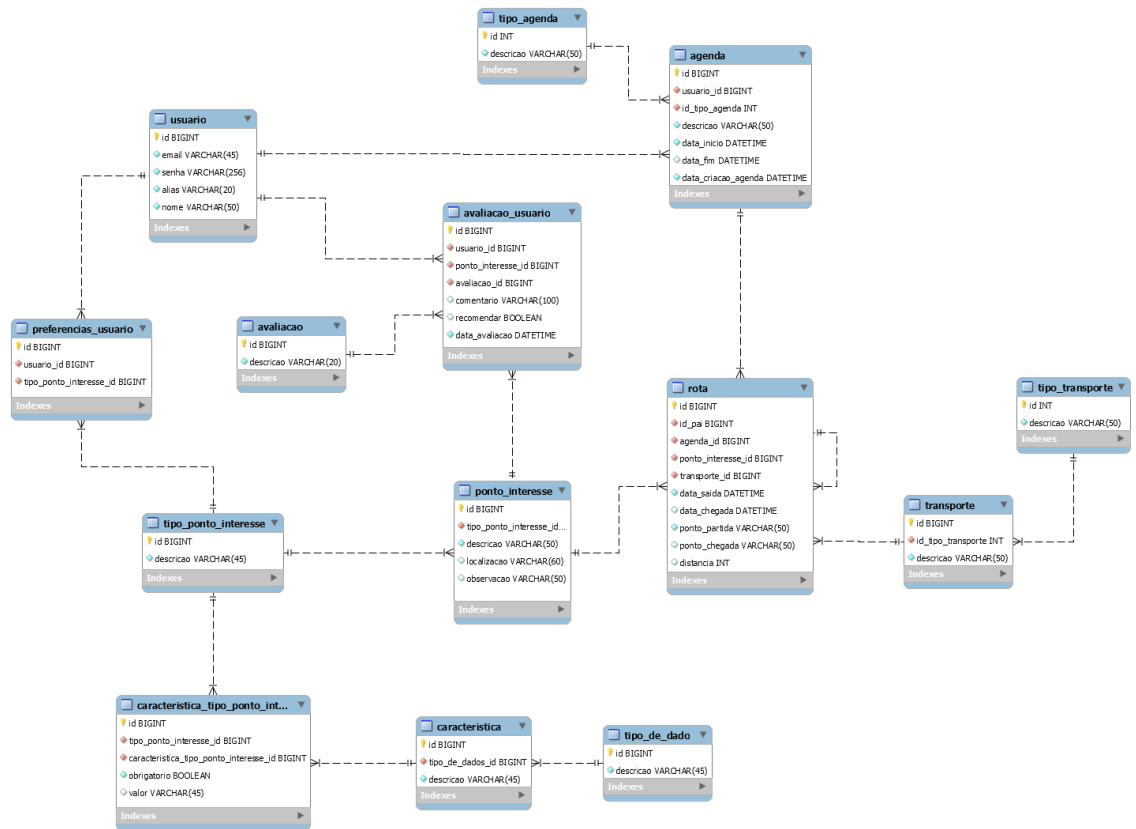 tipo_agenda
id INT
descricao VARCHAR(50)
Indexes
agenda
id BIGINT
usuario_id BIGINT
id_tipo_agenda INT
descricao VARCHAR(50)
data_inicio DATETIME
data_fim DATETIME
data_criacao_agenda DATETIME
Indexes
usuario
id BIGINT
email VARCHAR(45)
senha VARCHAR(256)
alias VARCHAR(20)
nome VARCHAR(50)
Indexes
avaliacao_usuario
id BIGINT
usuario_id BIGINT
ponto_interesse_id BIGINT
avaliacao_id BIGINT
comentario VARCHAR(100)
recomendar BOOLEAN
data_avaliacao DATETIME
Indexes
preferencias_usuario
id BIGINT
usuario_id BIGINT
tipo_ponto_interesse_id BIGINT
Indexes
avaliacao
id BIGINT
descricao VARCHAR(20)
Indexes
rota
id BIGINT
id_pai BIGINT
agenda_id BIGINT
ponto_interesse_id BIGINT
transporte_id BIGINT
data_saida DATETIME
data_chegada DATETIME
ponto_partida VARCHAR(50)
ponto_chegada VARCHAR(50)
distancia INT
Indexes
tipo_transporte
id INT
descricao VARCHAR(50)
Indexes
transporte
id BIGINT
id_tipo_transporte INT
descricao VARCHAR(50)
Indexes
ponto_interesse
id BIGINT
tipo_ponto_interesse_id...
descricao VARCHAR(50)
localizacao VARCHAR(60)
observacao VARCHAR(50)
Indexes
tipo_ponto_interesse
id BIGINT
descricao VARCHAR(45)
Indexes
caracteristica_tipo_ponto_int...
id BIGINT
tipo_ponto_interesse_id BIGINT
caracteristica_tipo_ponto_interesse_id BIGINT
obrigatorio BOOLEAN
valor VARCHAR(45)
Indexes
caracteristica
id BIGINT
tipo_de_dados_id BIGINT
descricao VARCHAR(45)
Indexes
tipo_de_dado
id BIGINT
descricao VARCHAR(45)
Indexes